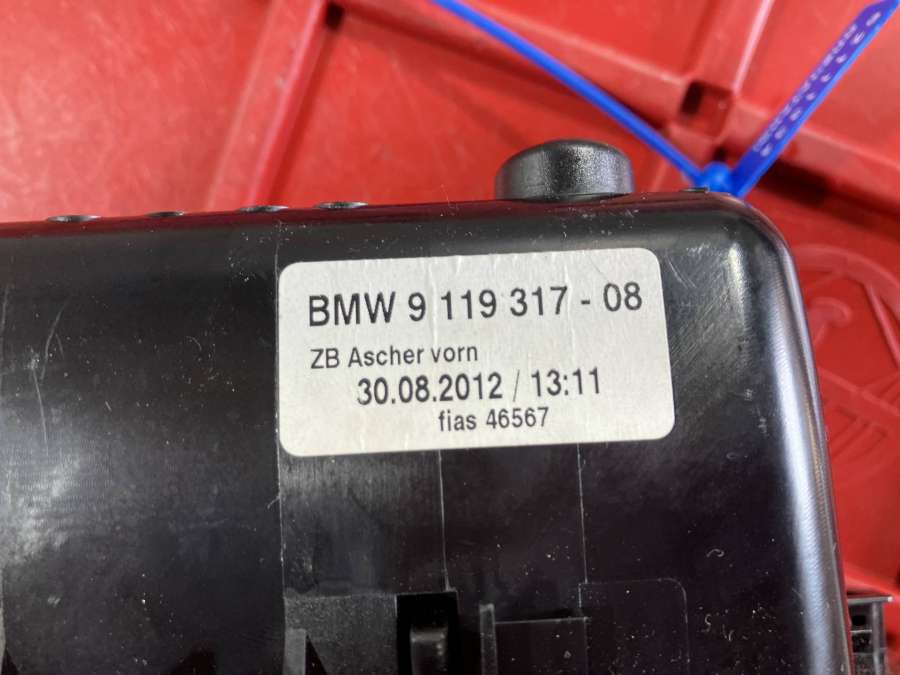 BMW 9 119 317 - 08
ZB Ascher vorn
30.08.2012 / 13:11
fias 46567